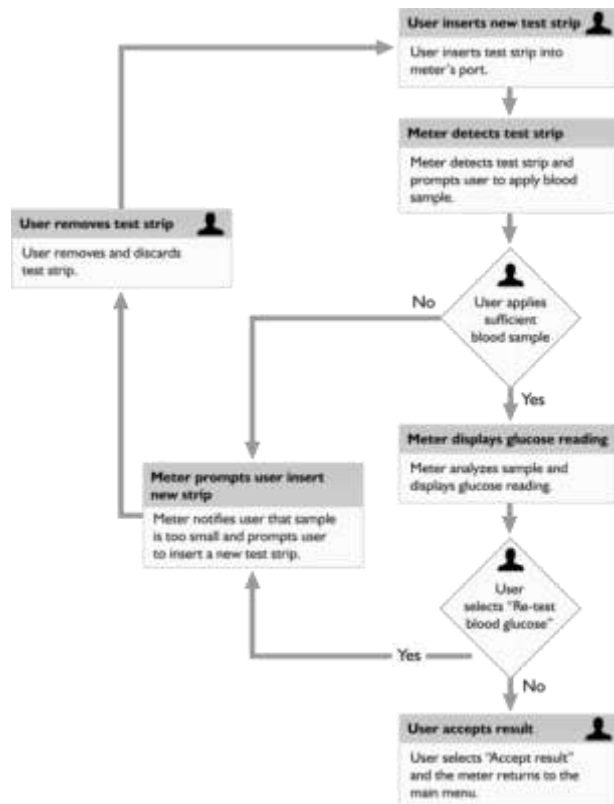 User inserts new test strip
User inserts test strip into
meter's port.
Meter detects test strip
Meter detects test strip and
prompts user to apply blood
sample.
User removes test strip
User removes and discards
test strip.
No
User applies
sufficient
blood sample
Yes
Meter displays glucose reading
Meter analyzes sample and
displays glucose reading.
Meter prompts user insert
new strip
Meter notifies user that sample
is too small and prompts user
to insert a new test strip.
User
selects "Re-test
blood glucose"
Yes
No
User accepts result
User selects "Accept result"
and the meter returns to the
main menu.